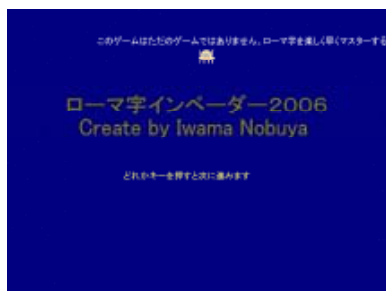 このゲームはただのゲームではありません。ローマ字を楽しく早くマスターする
ローマ字インベーダー2006
Create by Iwama Nobuya
どれかキーを押すと次に進みます